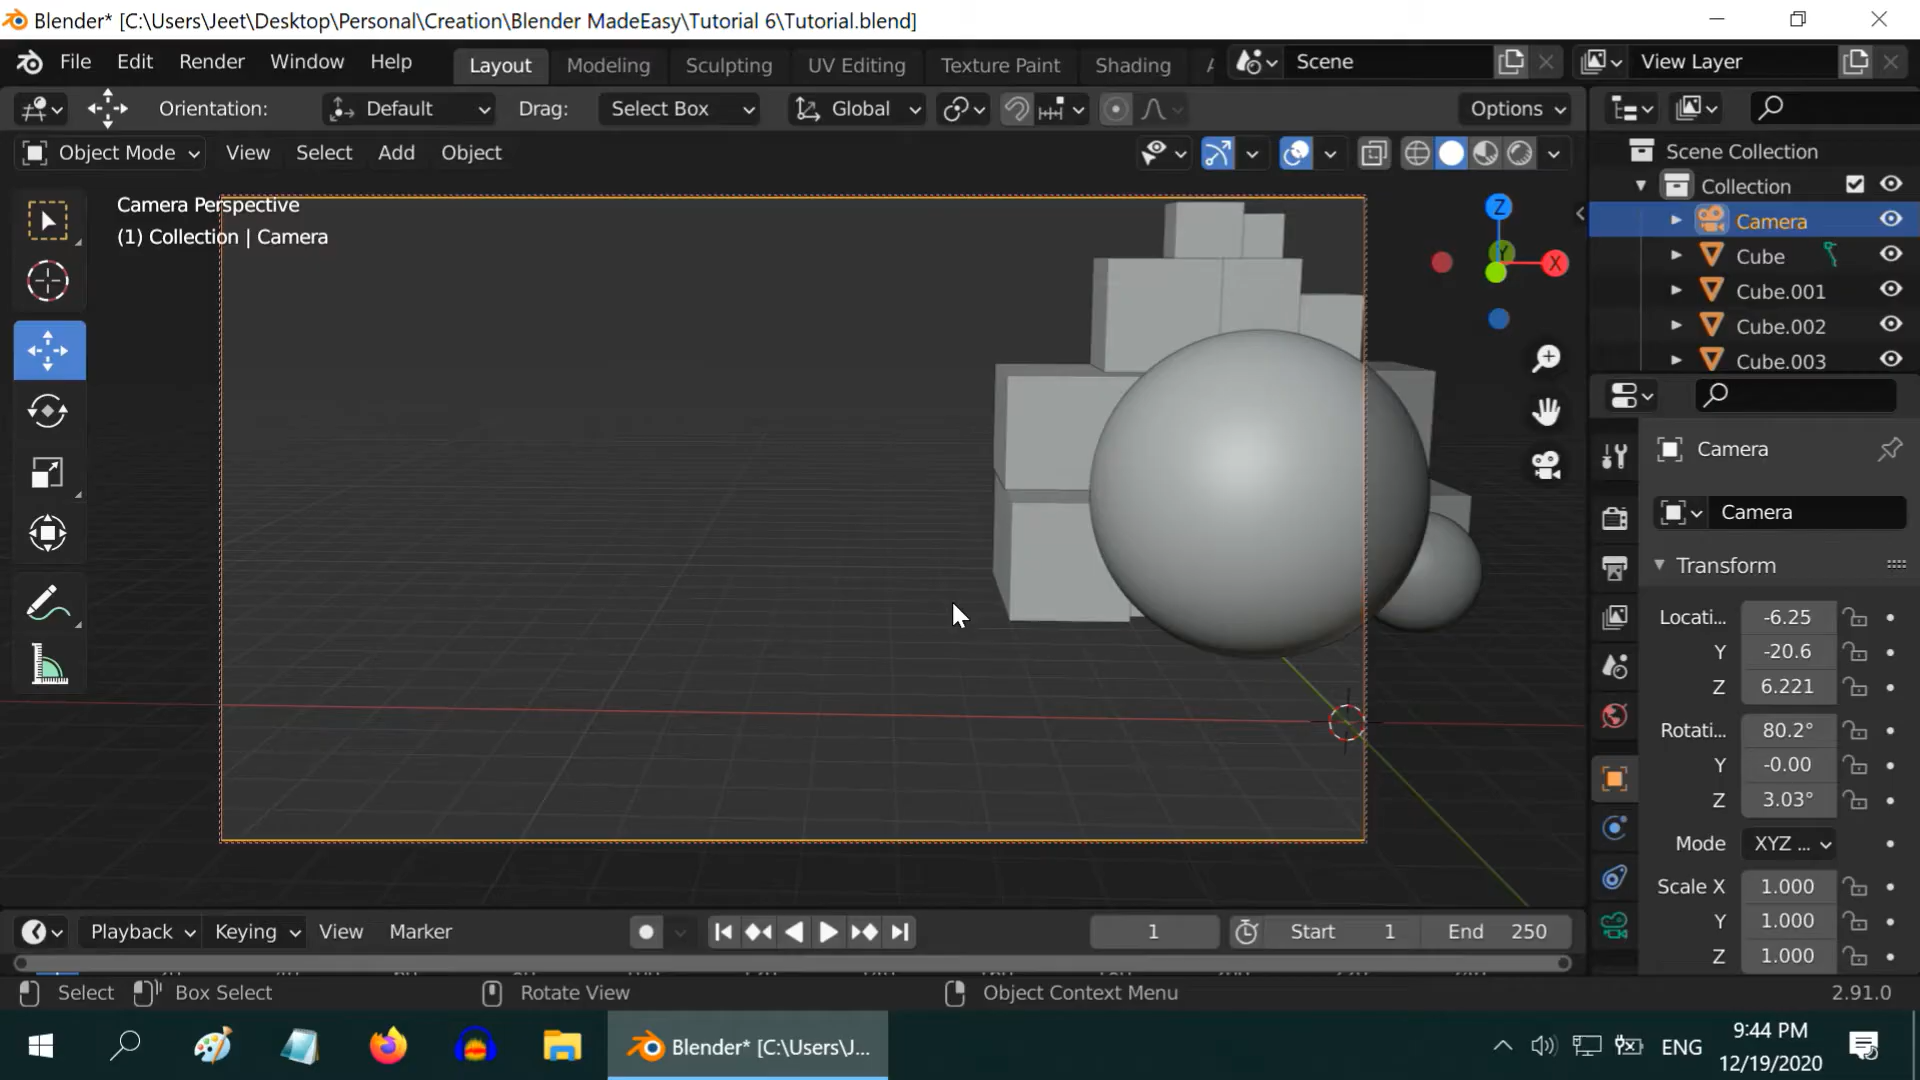 Blender* [C:\Users\Jeet\Desktop\Personal\Creation\Blender MadeEasy\Tutorial 6\Tutorial.blend]
File Edit Render Window Help Layout Modeling Sculpting UV Editing Texture Paint Shading Scene View Layer
Orientation: Default Drag: Select Box Global Options
Object Mode View Select Add Object
Scene Collection
Collection
Camera
Cube
Cube.001
Cube.002
Cube.003
Camera Perspective
(1) Collection | Camera
Z
Y
X
Camera
Camera
Transform
Locati... -6.25
Y -20.6
Z 6.221
Rotati... 80.2°
Y -0.00
Z 3.03°
Mode XYZ ...
Scale X 1.000
Y 1.000
Z 1.000
Playback Keying View Marker 1 Start 1 End 250
Select Box Select Rotate View Object Context Menu 2.91.0
Blender* [C:\Users\J...
ENG
9:44 PM
12/19/2020